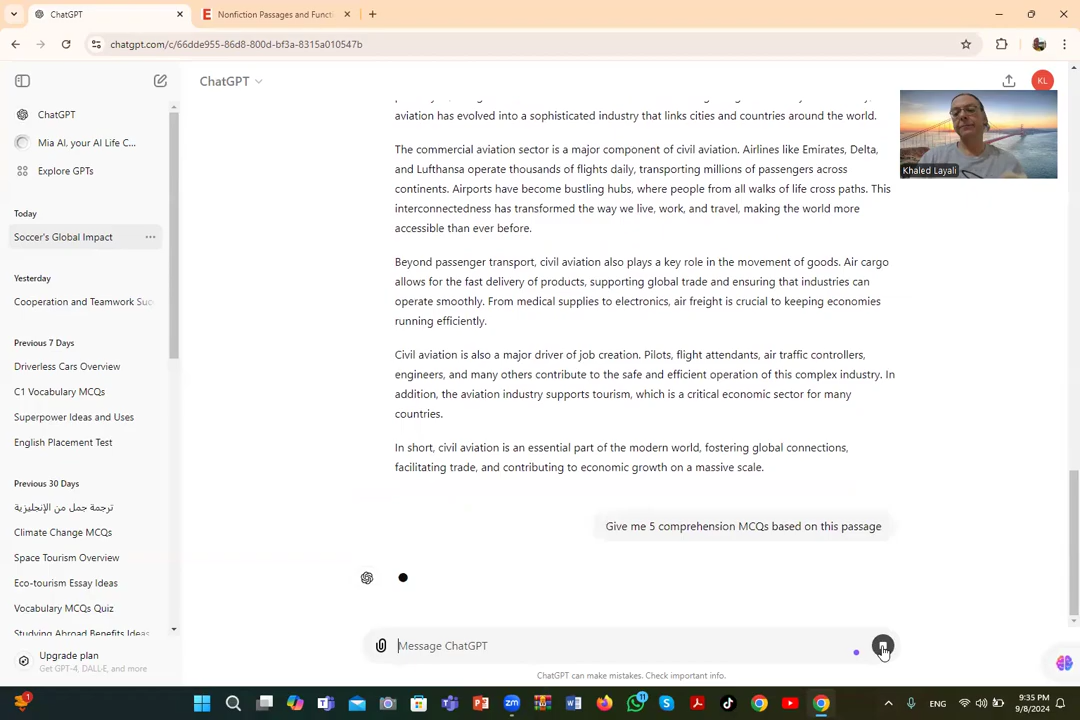 ChatGPT
Nonfiction Passages and Funct
chatgpt.com/c/66dde955-86d8-800d-bf3a-8315a010547b
ChatGPT
KL
ChatGPT
Mia AI, your AI Life C...
Explore GPTs
Today
Soccer's Global Impact
Yesterday
Cooperation and Teamwork Suc
Previous 7 Days
Driverless Cars Overview
C1 Vocabulary MCQs
Superpower Ideas and Uses
English Placement Test
Previous 30 Days
ترجمة جمل من الإنجليزية
Climate Change MCQs
Space Tourism Overview
Eco-tourism Essay Ideas
Vocabulary MCQs Quiz
Studying Abroad Benefits Ideas
Upgrade plan
Get GPT-4, DALL·E, and more
aviation has evolved into a sophisticated industry that links cities and countries around the world.
The commercial aviation sector is a major component of civil aviation. Airlines like Emirates, Delta,
and Lufthansa operate thousands of flights daily, transporting millions of passengers across
continents. Airports have become bustling hubs, where people from all walks of life cross paths. This
interconnectedness has transformed the way we live, work, and travel, making the world more
accessible than ever before.
Beyond passenger transport, civil aviation also plays a key role in the movement of goods. Air cargo
allows for the fast delivery of products, supporting global trade and ensuring that industries can
operate smoothly. From medical supplies to electronics, air freight is crucial to keeping economies
running efficiently.
Civil aviation is also a major driver of job creation. Pilots, flight attendants, air traffic controllers,
engineers, and many others contribute to the safe and efficient operation of this complex industry. In
addition, the aviation industry supports tourism, which is a critical economic sector for many
countries.
In short, civil aviation is an essential part of the modern world, fostering global connections,
facilitating trade, and contributing to economic growth on a massive scale.
Give me 5 comprehension MCQs based on this passage
Message ChatGPT
ChatGPT can make mistakes. Check important info.
Khaled Layali
11
ENG
9:35 PM
9/8/2024